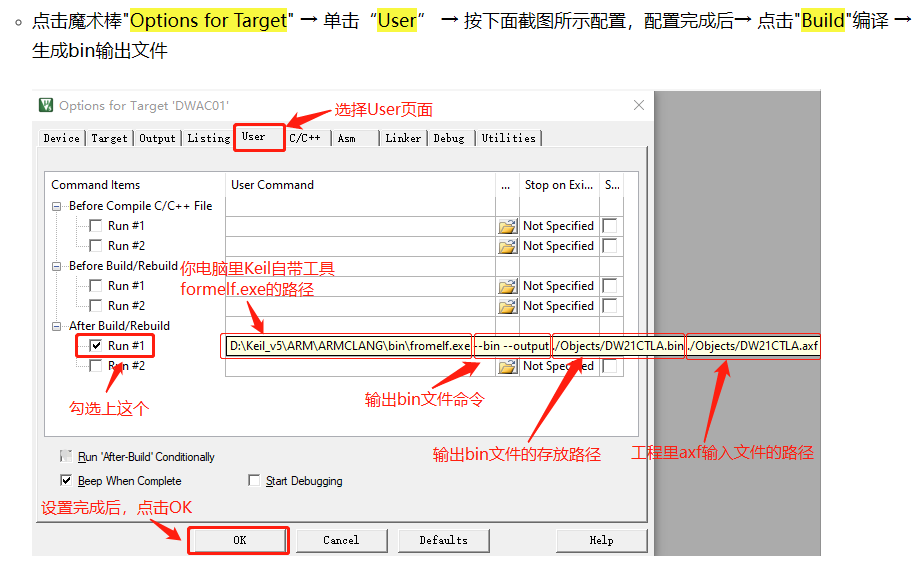 点击魔术棒"Options for Target" → 单击“User” → 按下面截图所示配置，配置完成后→ 点击"Build"编译 →
生成bin输出文件
Options for Target 'DWAC01'
选择User页面
Device Target Output Listing User C/C++ Asm Linker Debug Utilities
Command Items User Command ... Stop on Exi... S...
Before Compile C/C++ File
Run #1 Not Specified
Run #2 Not Specified
Before Build/Rebuild
你电脑里Keil自带工具
formelf.exe的路径
Run #1 Not Specified
Run #2 Not Specified
After Build/Rebuild
Run #1 D:\Keil_v5\ARM\ARMCLANG\bin\fromelf.exe --bin --output ./Objects/DW21CTLA.bin ./Objects/DW21CTLA.axf
Run #2 Not Specified
勾选上这个
输出bin文件命令
输出bin文件的存放路径
工程里axf输入文件的路径
Run 'After-Build' Conditionally
Beep When Complete Start Debugging
设置完成后，点击OK
OK Cancel Defaults Help